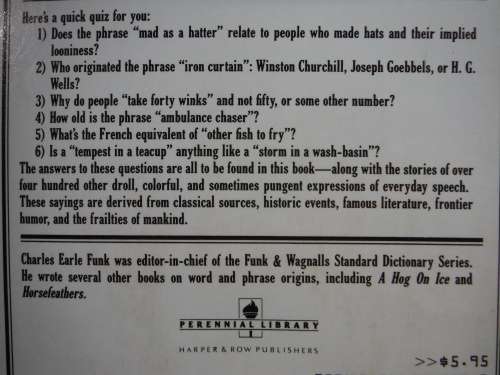 Here's a quick quiz for you:
1) Does the phrase "mad as a hatter" relate to people who made hats and their implied
looniness?
2) Who originated the phrase "iron curtain": Winston Churchill, Joseph Goebbels, or H. G.
Wells?
3) Why do people "take forty winks" and not fifty, or some other number?
4) How old is the phrase "ambulance chaser"?
5) What's the French equivalent of "other fish to fry"?
6) Is a "tempest in a teacup" anything like a "storm in a wash-basin"?
The answers to these questions are all to be found in this book—along with the stories of over
four hundred other droll, colorful, and sometimes pungent expressions of everyday speech.
These sayings are derived from classical sources, historic events, famous literature, frontier
humor, and the frailties of mankind.
Charles Earle Funk was editor-in-chief of the Funk & Wagnalls Standard Dictionary Series.
He wrote several other books on word and phrase origins, including A Hog On Ice and
Horsefeathers.
PERENNIAL LIBRARY
HARPER & ROW PUBLISHERS
>>$5.95